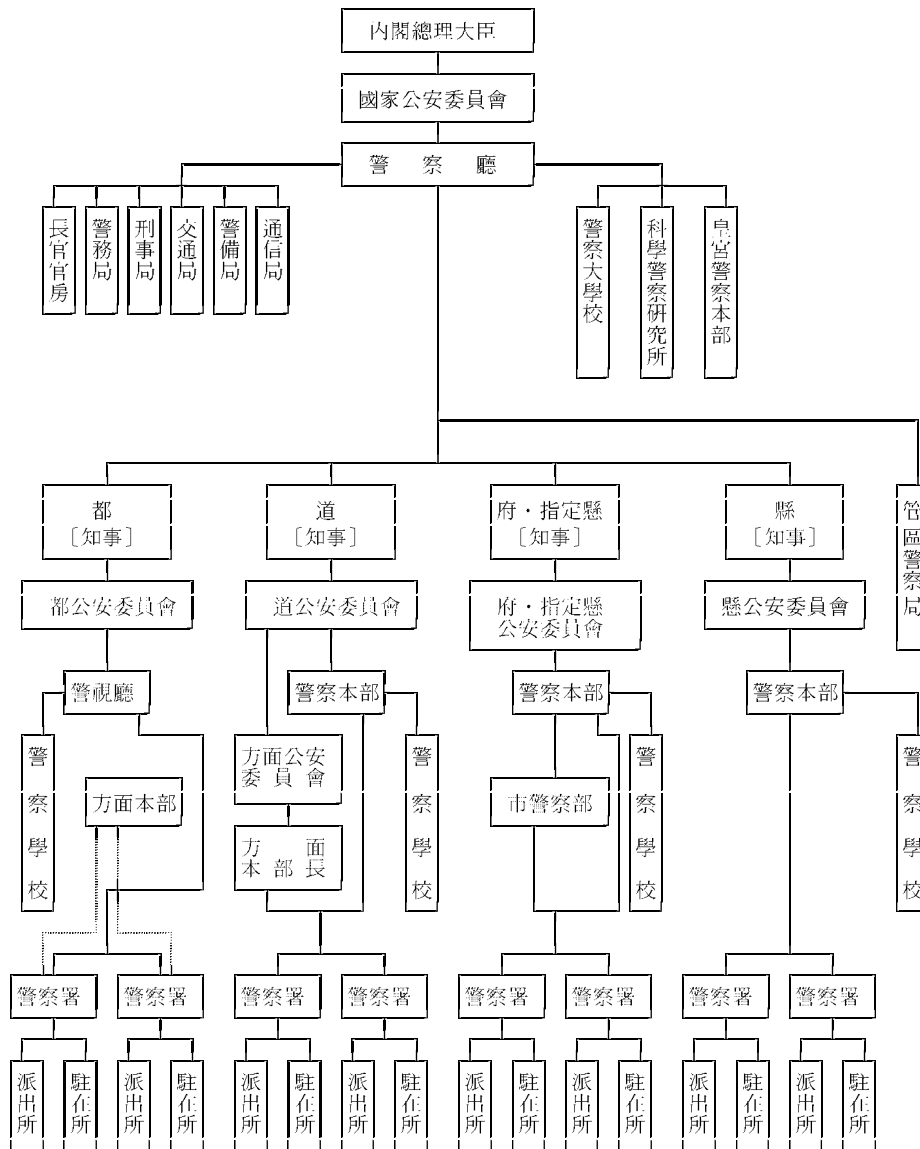 內閣總理大臣
國家公安委員會
警察廳
長官官房
警務局
刑事局
交通局
警備局
通信局
警察大學校
科學警察硏究所
皇宮警察本部
都
［知事］
道
［知事］
府・指定縣
［知事］
縣
［知事］
管區警察局
都公安委員會
道公安委員會
府・指定縣
公安委員會
縣公安委員會
警視廳
警察本部
警察本部
警察本部
警察學校
方面本部
方面公安
委員會
方面
本部長
警察學校
市警察部
警察學校
警察學校
警察署
警察署
警察署
警察署
警察署
警察署
警察署
警察署
派出所
駐在所
派出所
駐在所
派出所
駐在所
派出所
駐在所
派出所
駐在所
派出所
駐在所
派出所
駐在所
派出所
駐在所